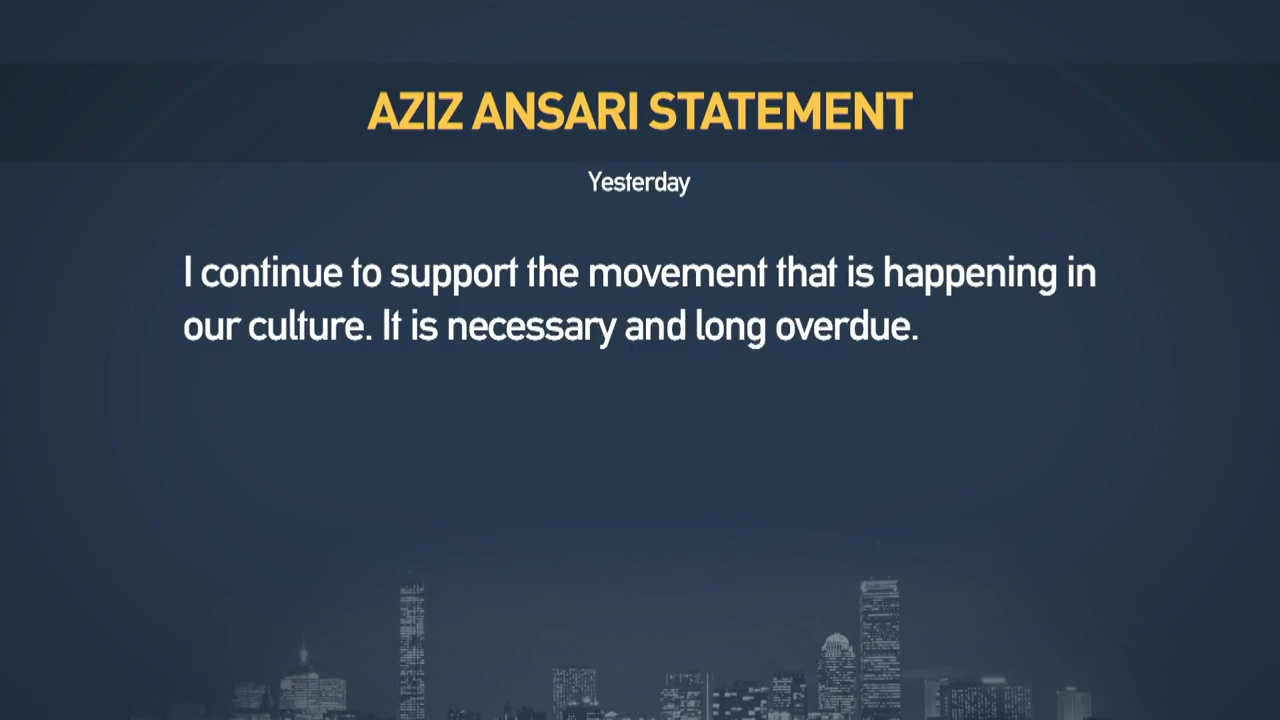 AZIZ ANSARI STATEMENT
Yesterday
I continue to support the movement that is happening in
our culture. It is necessary and long overdue.